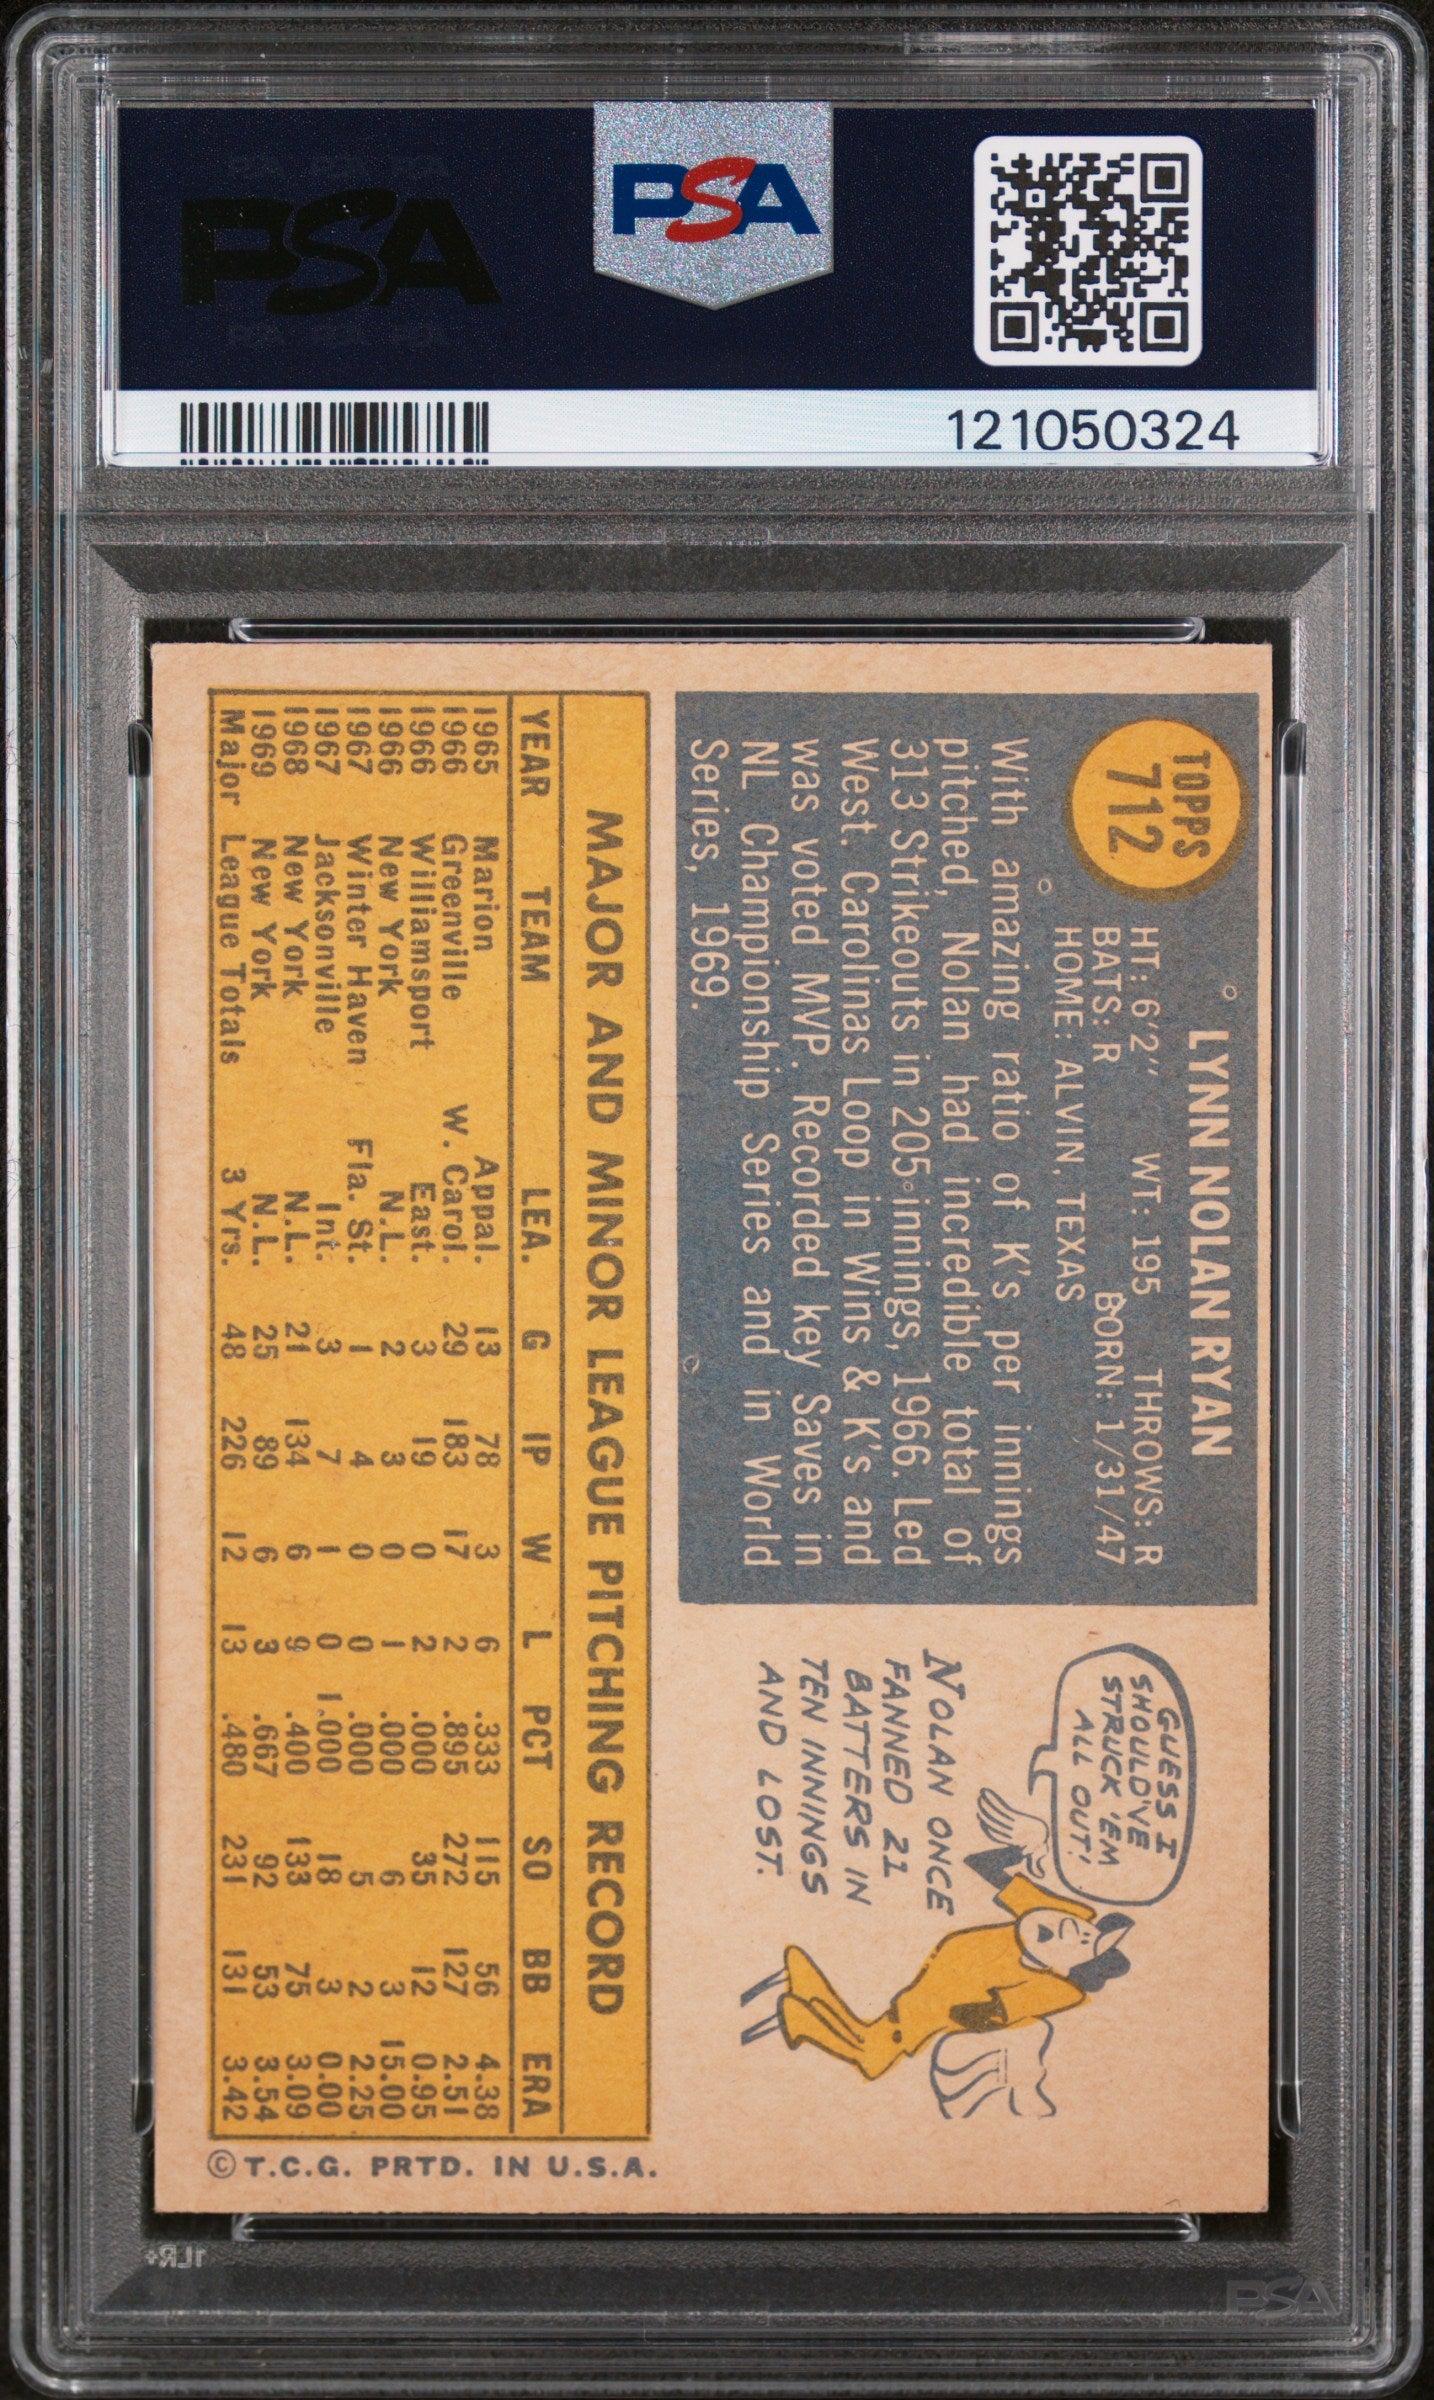 PSA
PSA
121050324
TOPPS
712
LYNN NOLAN RYAN
HT: 6'2" WT: 195 THROWS: R
BATS: R BORN: 1/31/47
HOME: ALVIN, TEXAS
With amazing ratio of K's per innings
pitched, Nolan had incredible total of
313 Strikeouts in 205 innings, 1966. Led
West. Carolinas Loop in Wins & K's and
was voted MVP. Recorded key Saves in
NL Championship Series and in World
Series, 1969.
GUESS I
SHOULD'VE
STRUCK 'EM
ALL OUT!
NOLAN ONCE
FANNED 21
BATTERS IN
TEN INNINGS
AND LOST.
MAJOR AND MINOR LEAGUE PITCHING RECORD
YEAR TEAM LEA. G IP W L PCT SO BB ERA
1965 Marion Appal. 13 78 3 6 .333 115 56 4.38
1966 Greenville W. Carol. 29 183 17 2 .895 272 127 2.51
1966 Williamsport East. 3 19 0 2 .000 35 12 0.95
1966 New York N.L. 2 3 0 1 .000 6 3 15.00
1967 Winter Haven Fla. St. 1 4 0 0 .000 5 2 2.25
1967 Jacksonville Int. 3 7 1 0 1.000 18 3 0.00
1968 New York N.L. 21 134 6 9 .400 133 75 3.09
1969 New York N.L. 25 89 6 3 .667 92 53 3.54
Major League Totals 3 Yrs. 48 226 12 13 .480 231 131 3.42
© T.C.G. PRTD. IN U.S.A.
1LR+
PSA